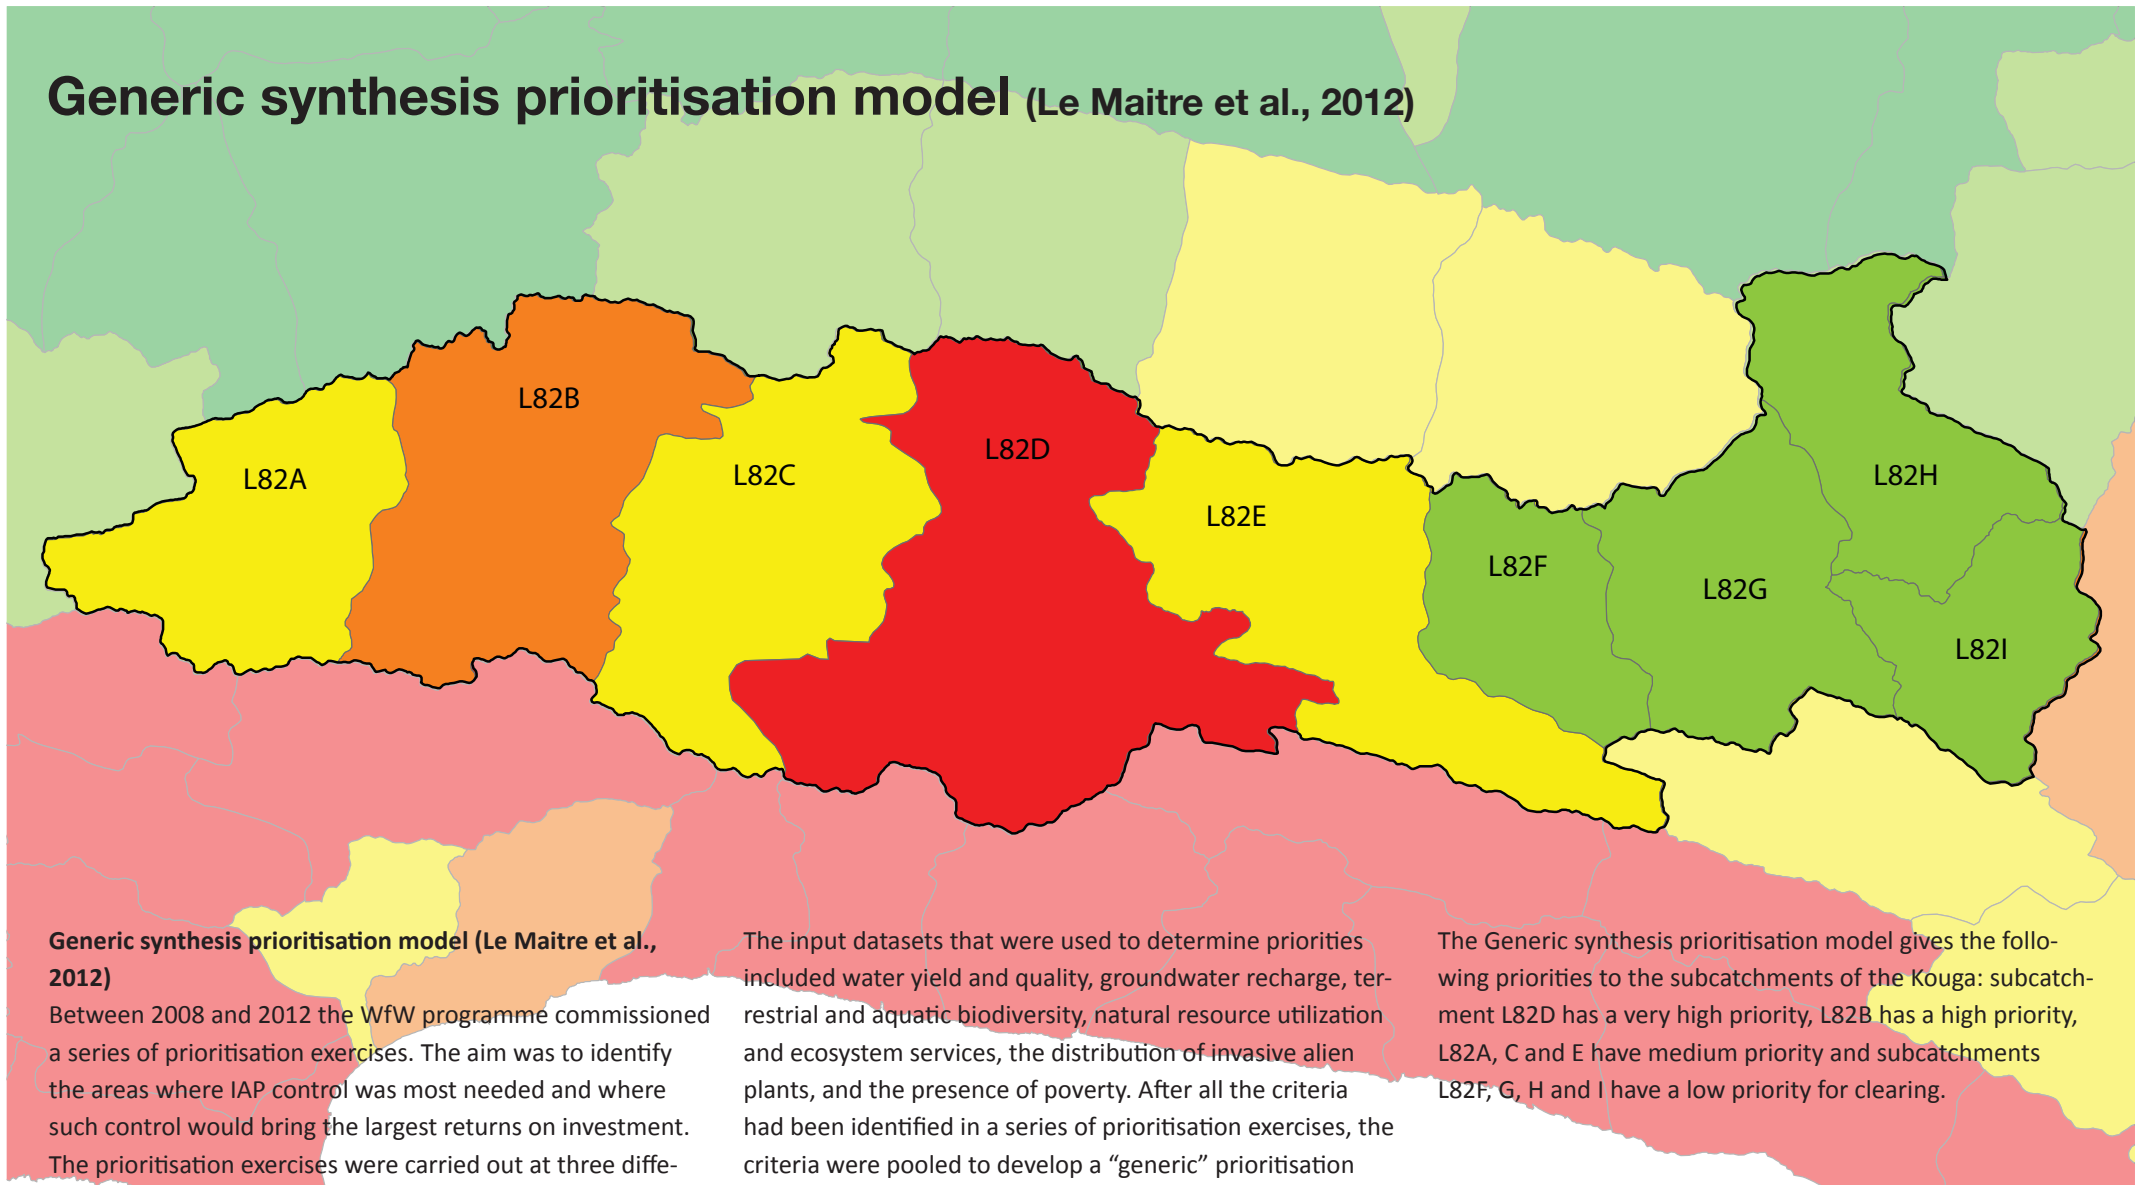 Generic synthesis prioritisation model (Le Maitre et al., 2012)
L82A
L82B
L82C
L82D
L82E
L82F
L82G
L82H
L82I
Generic synthesis prioritisation model (Le Maitre et al.,
2012)
Between 2008 and 2012 the WfW programme commissioned
a series of prioritisation exercises. The aim was to identify
the areas where IAP control was most needed and where
such control would bring the largest returns on investment.
The prioritisation exercises were carried out at three diffe-
The input datasets that were used to determine priorities
included water yield and quality, groundwater recharge, ter-
restrial and aquatic biodiversity, natural resource utilization
and ecosystem services, the distribution of invasive alien
plants, and the presence of poverty. After all the criteria
had been identified in a series of prioritisation exercises, the
criteria were pooled to develop a “generic” prioritisation
The Generic synthesis prioritisation model gives the follo-
wing priorities to the subcatchments of the Kouga: subcatch-
ment L82D has a very high priority, L82B has a high priority,
L82A, C and E have medium priority and subcatchments
L82F, G, H and I have a low priority for clearing.